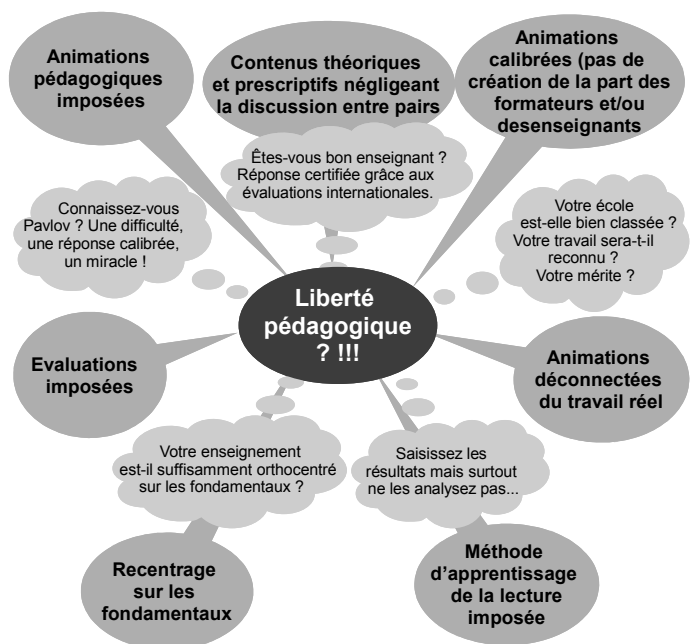 Animations
pédagogiques
imposées
Contenus théoriques
et prescriptifs négligeant
la discussion entre pairs
Animations
calibrées (pas de
création de la part des
formateurs et/ou
desenseignants
Êtes-vous bon enseignant ?
Réponse certifiée grâce aux
évaluations internationales.
Connaissez-vous
Pavlov ? Une difficulté,
une réponse calibrée,
un miracle !
Votre école
est-elle bien classée ?
Votre travail sera-t-il
reconnu ?
Votre mérite ?
Liberté
pédagogique
? !!!
Evaluations
imposées
Animations
déconnectées
du travail réel
Votre enseignement
est-il suffisamment orthocentré
sur les fondamentaux ?
Saisissez les
résultats mais surtout
ne les analysez pas...
Recentrage
sur les
fondamentaux
Méthode
d'apprentissage
de la lecture
imposée